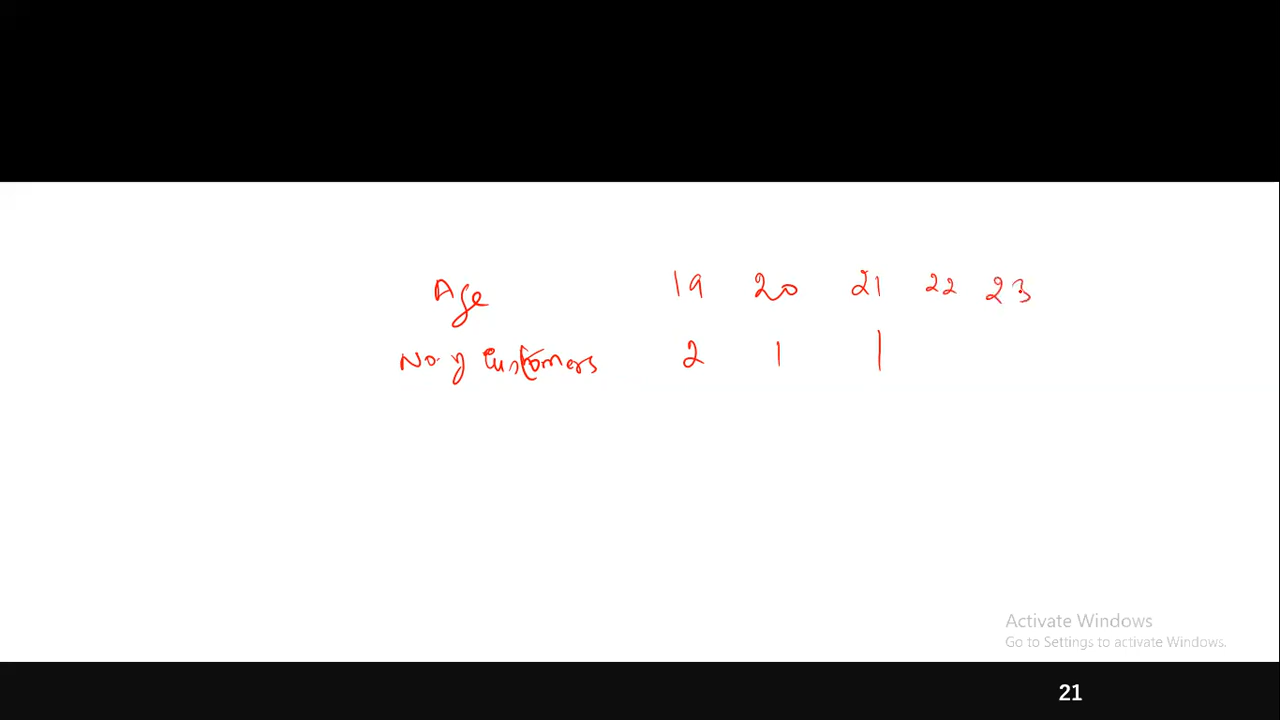 Age 19 20 21 22 23
No. of Customers 2 1 1
Activate Windows
Go to Settings to activate Windows.
21